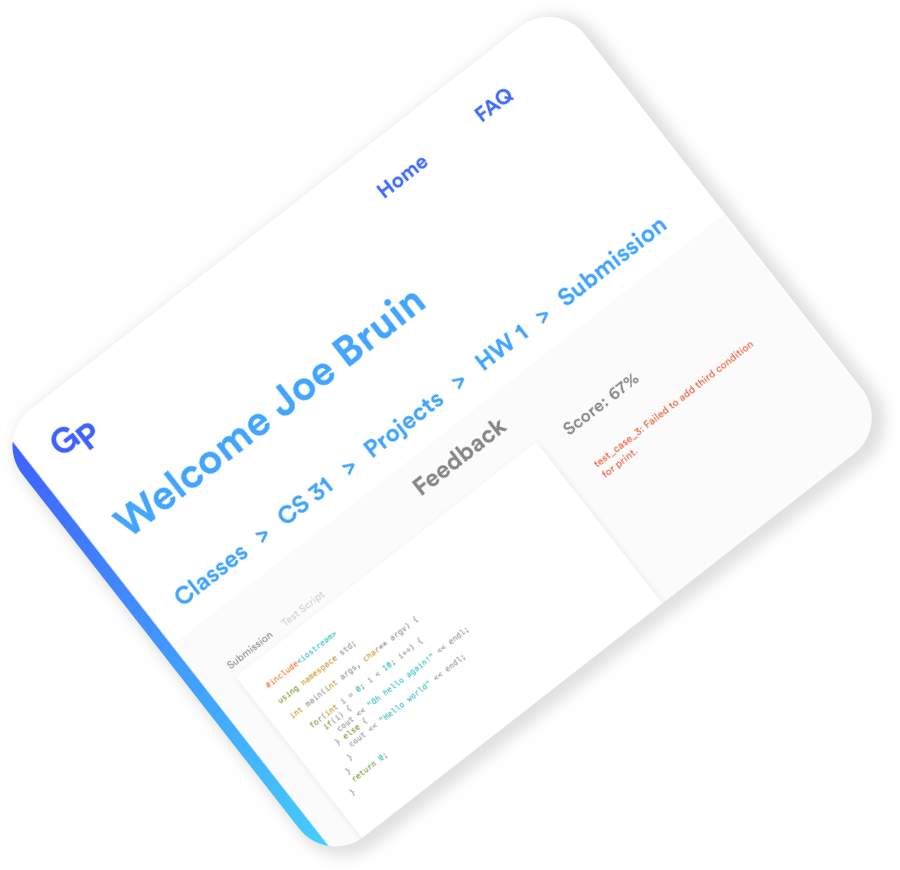 Gp
Home FAQ
Welcome Joe Bruin
Classes > CS 31 > Projects > HW 1 > Submission
Feedback
Submission Test Script
#include<iostream>
using namespace std;
int main(int args, char** argv) {
for(int i = 0; i < 10; i++) {
if(i) {
cout << "Oh hello again!" << endl;
} else {
cout << "Hello world" << endl;
}
}
return 0;
}
Score: 67%
test_case_3: Failed to add third condition
for print.